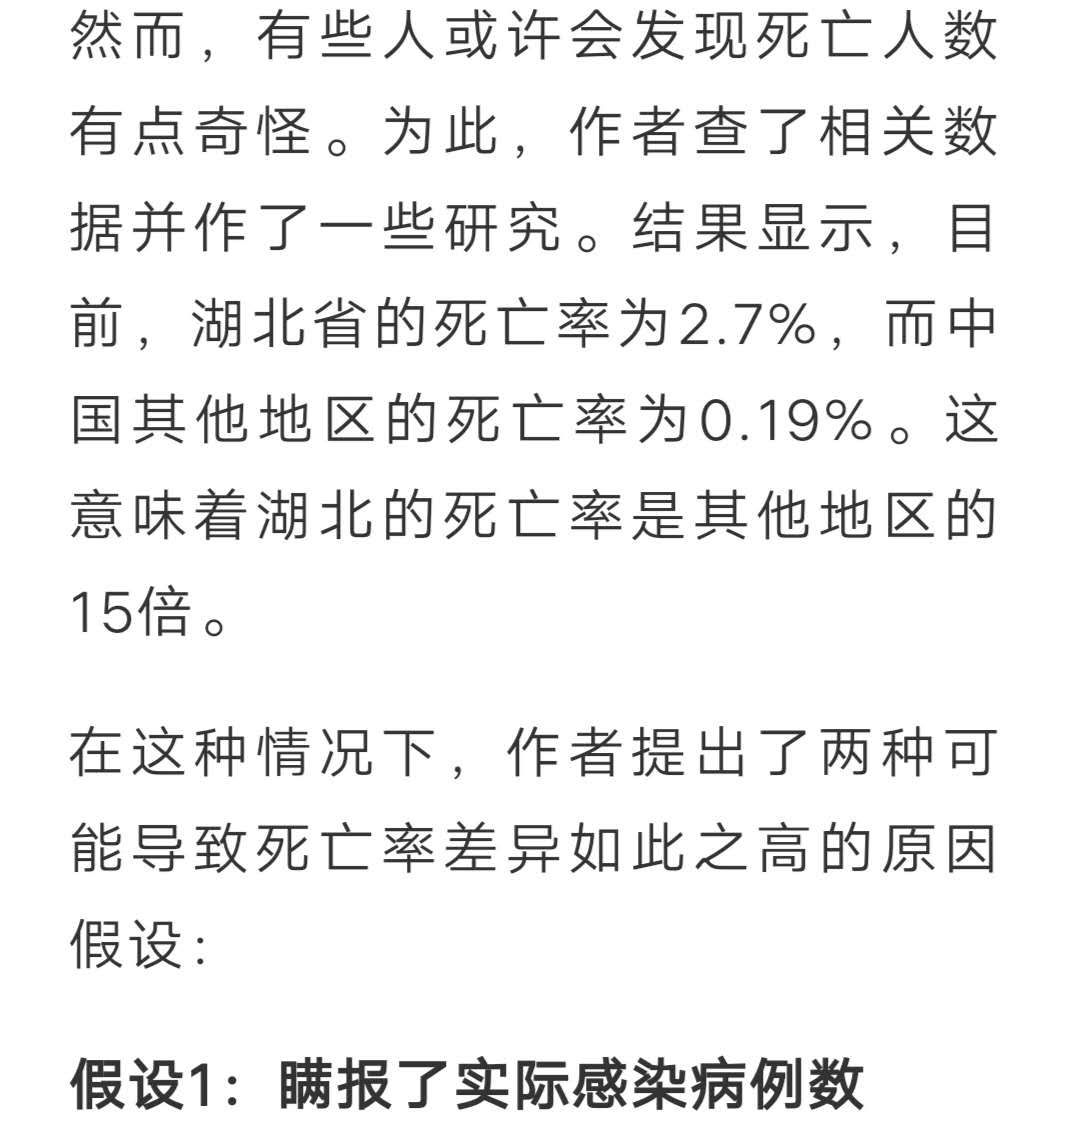 然而，有些人或许会发现死亡人数
有点奇怪。为此，作者查了相关数
据并作了一些研究。结果显示，目
前，湖北省的死亡率为2.7%，而中
国其他地区的死亡率为0.19%。这
意味着湖北的死亡率是其他地区的
15倍。
在这种情况下，作者提出了两种可
能导致死亡率差异如此之高的原因
假设：
假设1：瞒报了实际感染病例数